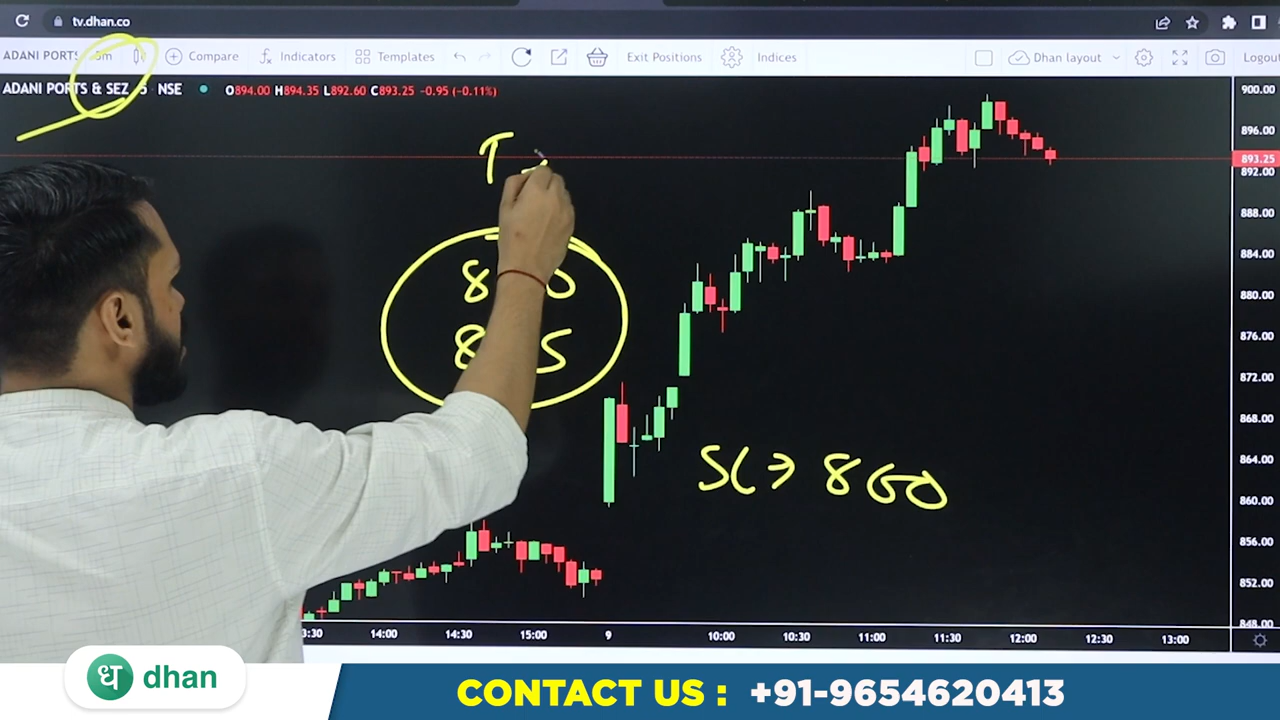 tv.dhan.co
ADANI PORTS 5m Compare Indicators Templates Exit Positions Indices Dhan layout Logout
ADANI PORTS & SEZ 5 NSE O894.00 H894.35 L892.60 C893.25 -0.95 (-0.11%)
900.00
896.00
893.25
892.00
888.00
884.00
880.00
876.00
872.00
868.00
864.00
860.00
856.00
852.00
848.00
T
SL → 860
14:00 14:30 15:00 9 10:00 10:30 11:00 11:30 12:00 12:30 13:00
ध dhan
CONTACT US : +91-9654620413